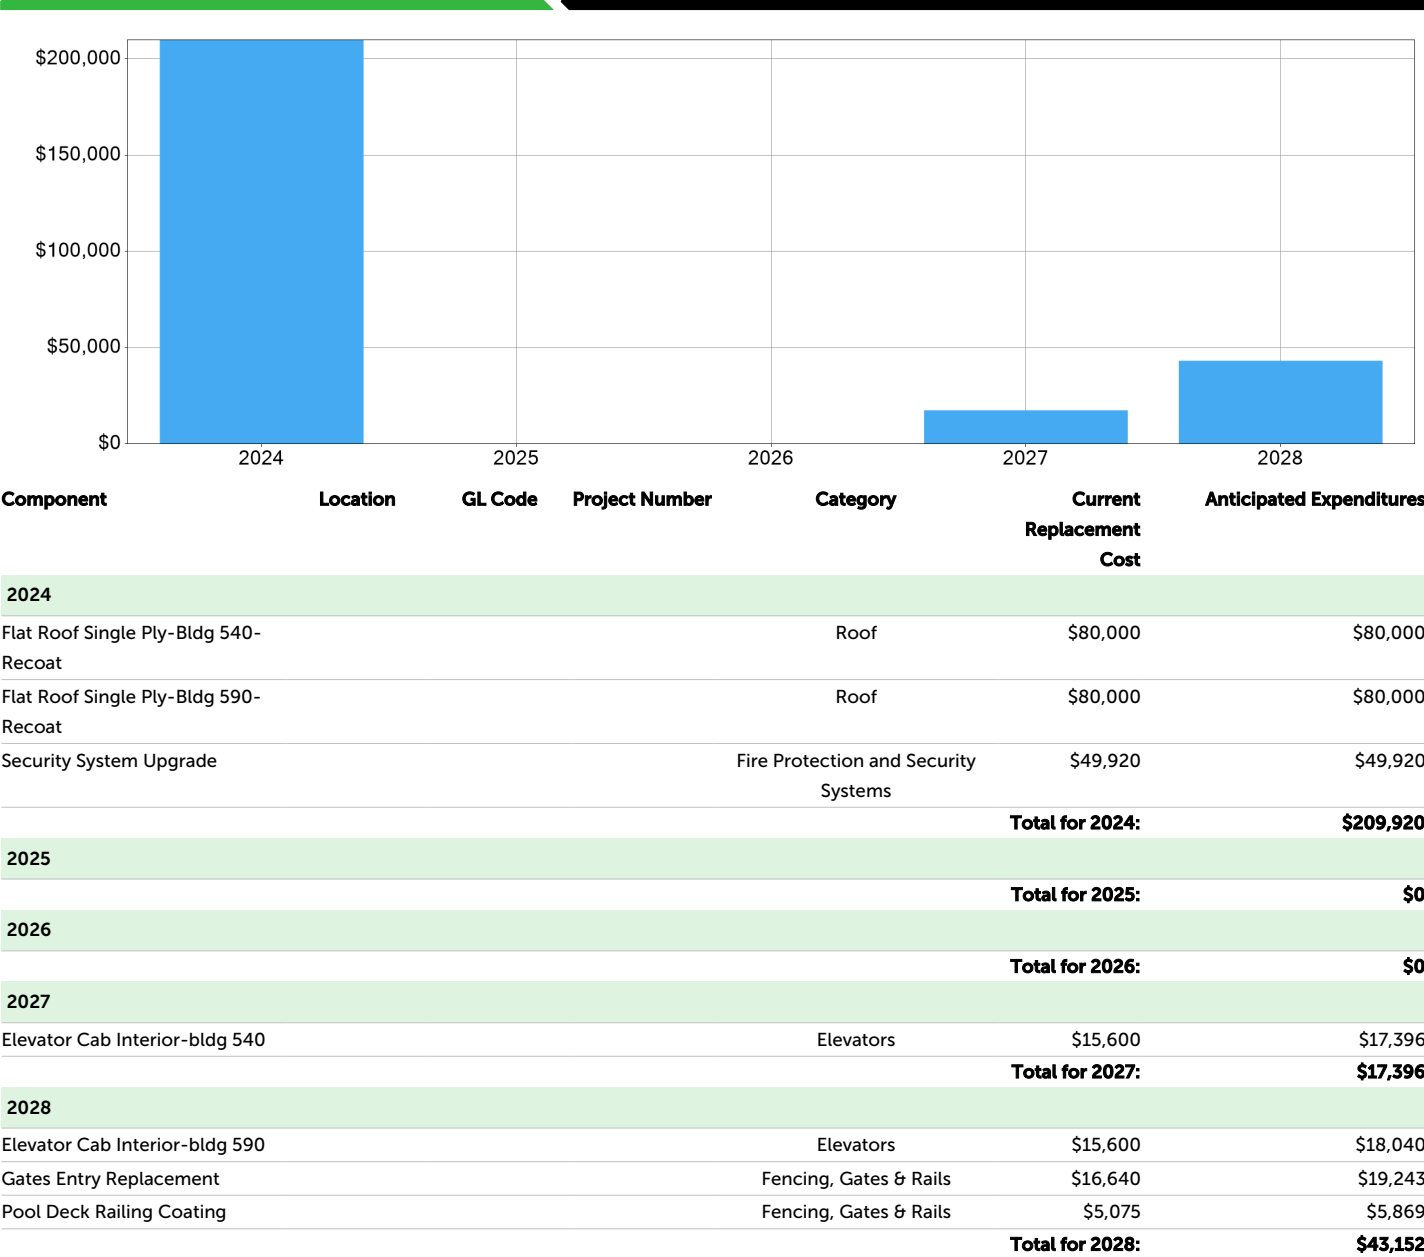 $200,000
$150,000
$100,000
$50,000
$0
2024 2025 2026 2027 2028
Component Location GL Code Project Number Category Current Anticipated Expenditures
Replacement
Cost
2024
Flat Roof Single Ply-Bldg 540- Roof $80,000 $80,000
Recoat
Flat Roof Single Ply-Bldg 590- Roof $80,000 $80,000
Recoat
Security System Upgrade Fire Protection and Security $49,920 $49,920
Systems
Total for 2024: $209,920
2025
Total for 2025: $0
2026
Total for 2026: $0
2027
Elevator Cab Interior-bldg 540 Elevators $15,600 $17,396
Total for 2027: $17,396
2028
Elevator Cab Interior-bldg 590 Elevators $15,600 $18,040
Gates Entry Replacement Fencing, Gates & Rails $16,640 $19,243
Pool Deck Railing Coating Fencing, Gates & Rails $5,075 $5,869
Total for 2028: $43,152